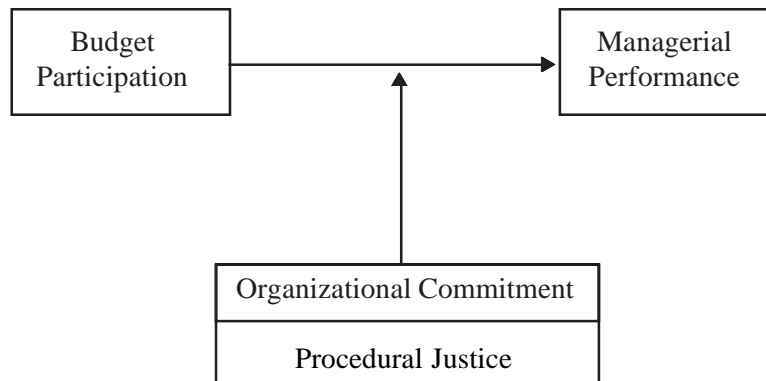 Budget
Participation
Managerial
Performance
Organizational Commitment
Procedural Justice